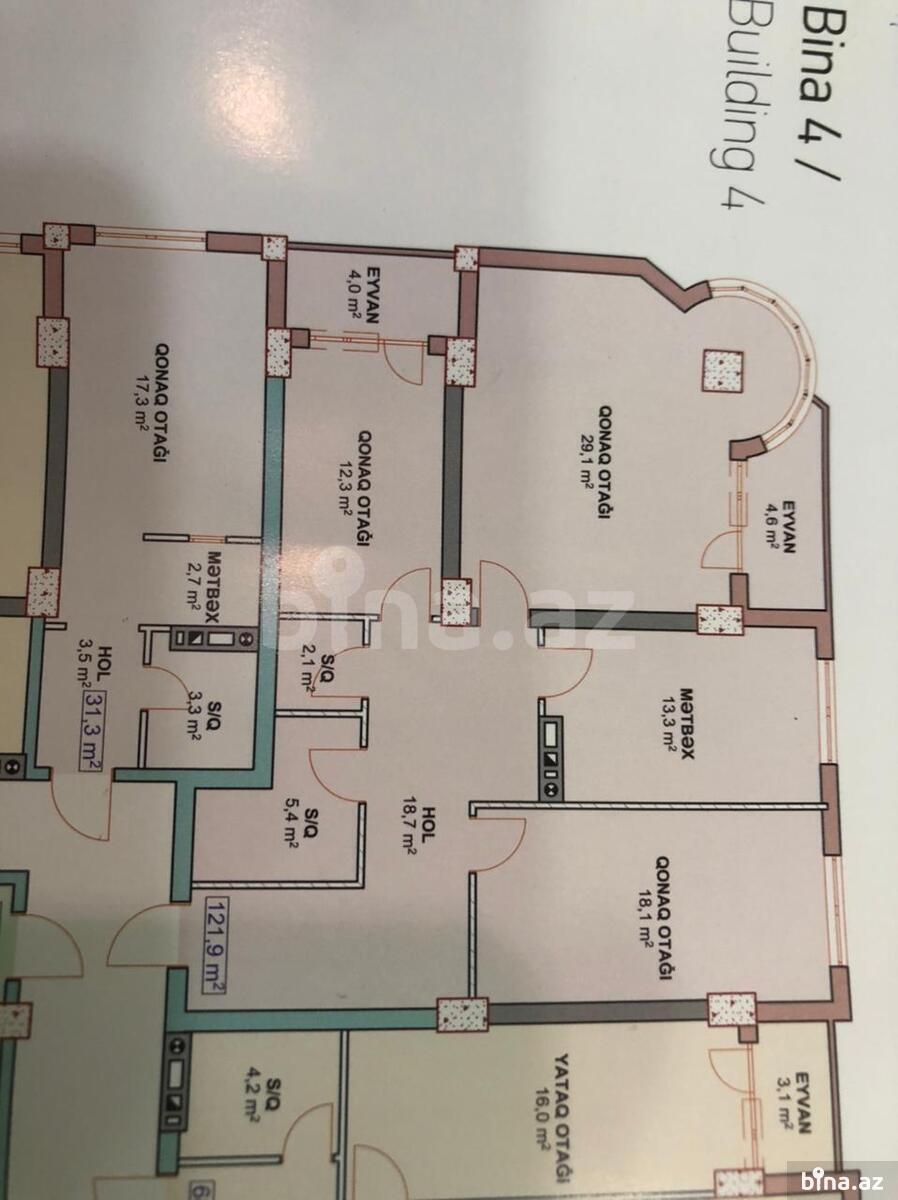 Bina 4 /
Building 4
EYVAN
4,0 m²
QONAQ OTAĞI
17,3 m²
QONAQ OTAĞI
12,3 m²
QONAQ OTAĞI
29,1 m²
EYVAN
4,6 m²
MƏTBƏX
2,7 m²
HOL
3,5 m²
31,3 m²
S/Q
3,3 m²
S/Q
2,1 m²
S/Q
5,4 m²
HOL
18,7 m²
MƏTBƏX
13,3 m²
QONAQ OTAĞI
18,1 m²
121,9 m²
S/Q
4,2 m²
YATAQ OTAĞI
16,0 m²
EYVAN
3,1 m²
6
bina.az
bina.az